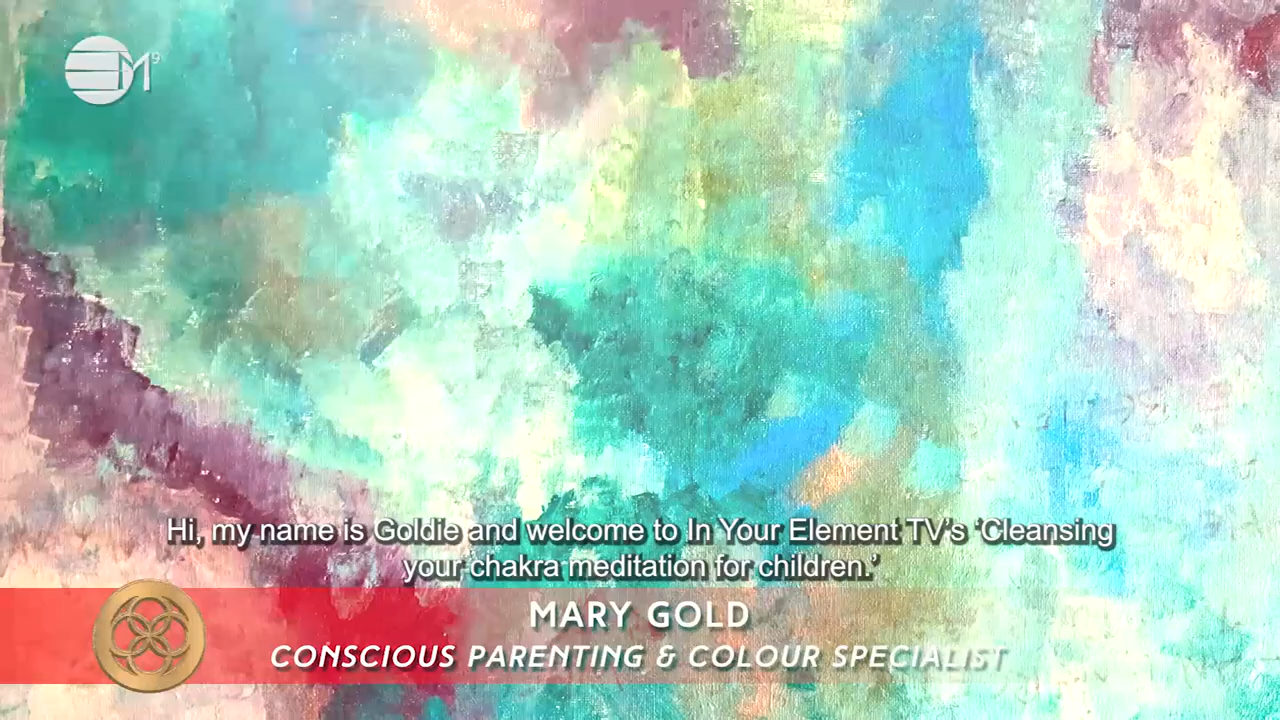 M9
Hi, my name is Goldie and welcome to In Your Element TV's 'Cleansing
your chakra meditation for children.'
MARY GOLD
CONSCIOUS PARENTING & COLOUR SPECIALIST